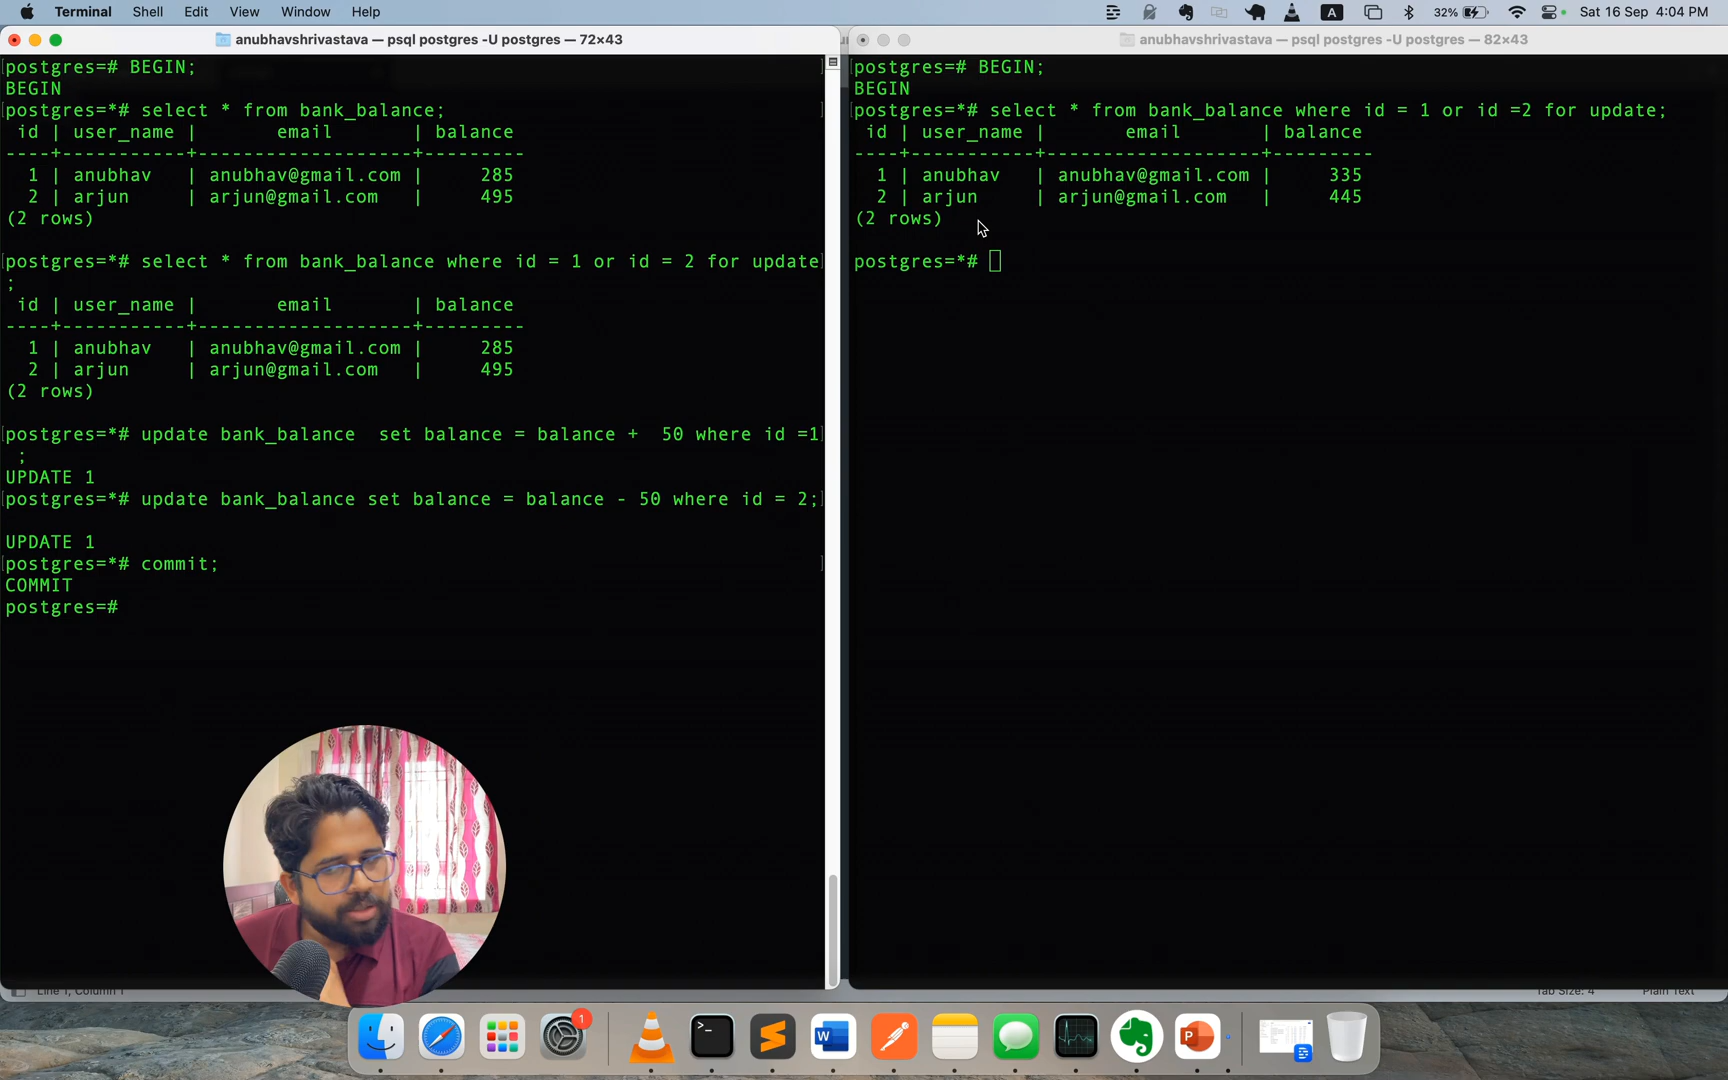 Terminal Shell Edit View Window Help
A 32% Sat 16 Sep 4:04 PM
anubhavshrivastava — psql postgres -U postgres — 72×43
postgres=# BEGIN;
BEGIN
postgres=*# select * from bank_balance;
id | user_name | email | balance
----+-----------+--------------------+---------
1 | anubhav | anubhav@gmail.com | 285
2 | arjun | arjun@gmail.com | 495
(2 rows)
postgres=*# select * from bank_balance where id = 1 or id = 2 for update
;
id | user_name | email | balance
----+-----------+--------------------+---------
1 | anubhav | anubhav@gmail.com | 285
2 | arjun | arjun@gmail.com | 495
(2 rows)
postgres=*# update bank_balance  set balance = balance +  50 where id =1
;
UPDATE 1
postgres=*# update bank_balance set balance = balance - 50 where id = 2;
UPDATE 1
postgres=*# commit;
COMMIT
postgres=#
anubhavshrivastava — psql postgres -U postgres — 82×43
postgres=# BEGIN;
BEGIN
postgres=*# select * from bank_balance where id = 1 or id =2 for update;
id | user_name | email | balance
----+-----------+--------------------+---------
1 | anubhav | anubhav@gmail.com | 335
2 | arjun | arjun@gmail.com | 445
(2 rows)
postgres=*#
Line 1, Column 1
Tab Size: 4 Plain Text
1
>_
W
P